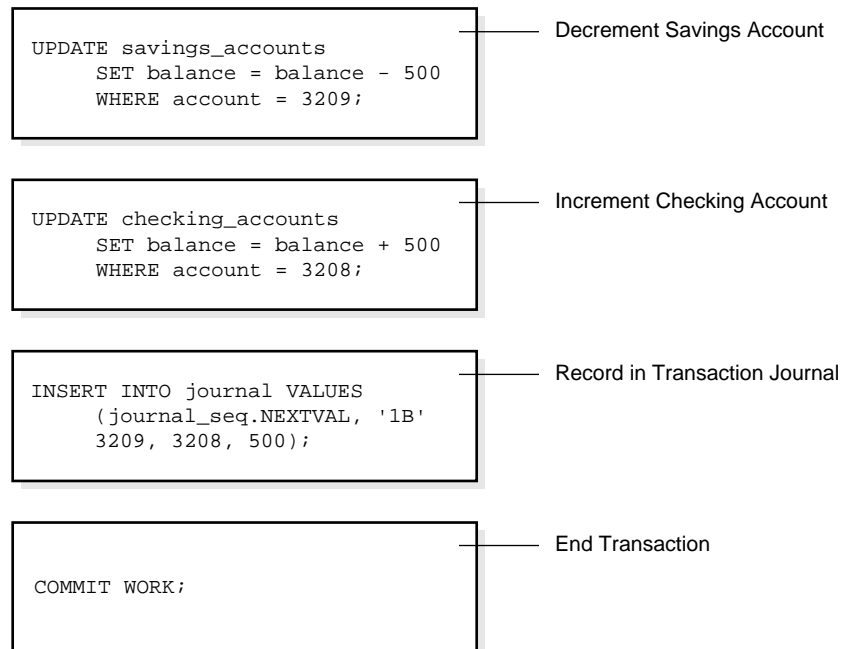 Decrement Savings Account
UPDATE savings_accounts
SET balance = balance - 500
WHERE account = 3209;
Increment Checking Account
UPDATE checking_accounts
SET balance = balance + 500
WHERE account = 3208;
Record in Transaction Journal
INSERT INTO journal VALUES
(journal_seq.NEXTVAL, '1B'
3209, 3208, 500);
End Transaction
COMMIT WORK;